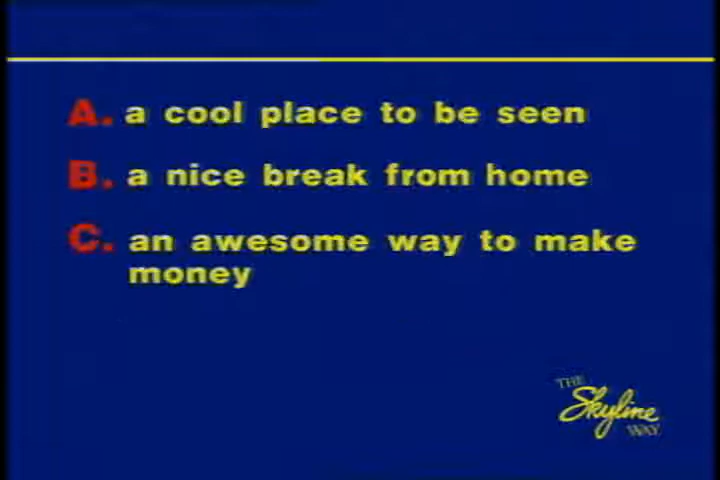 A. a cool place to be seen
B. a nice break from home
C. an awesome way to make
money
THE
Skyline
WAY